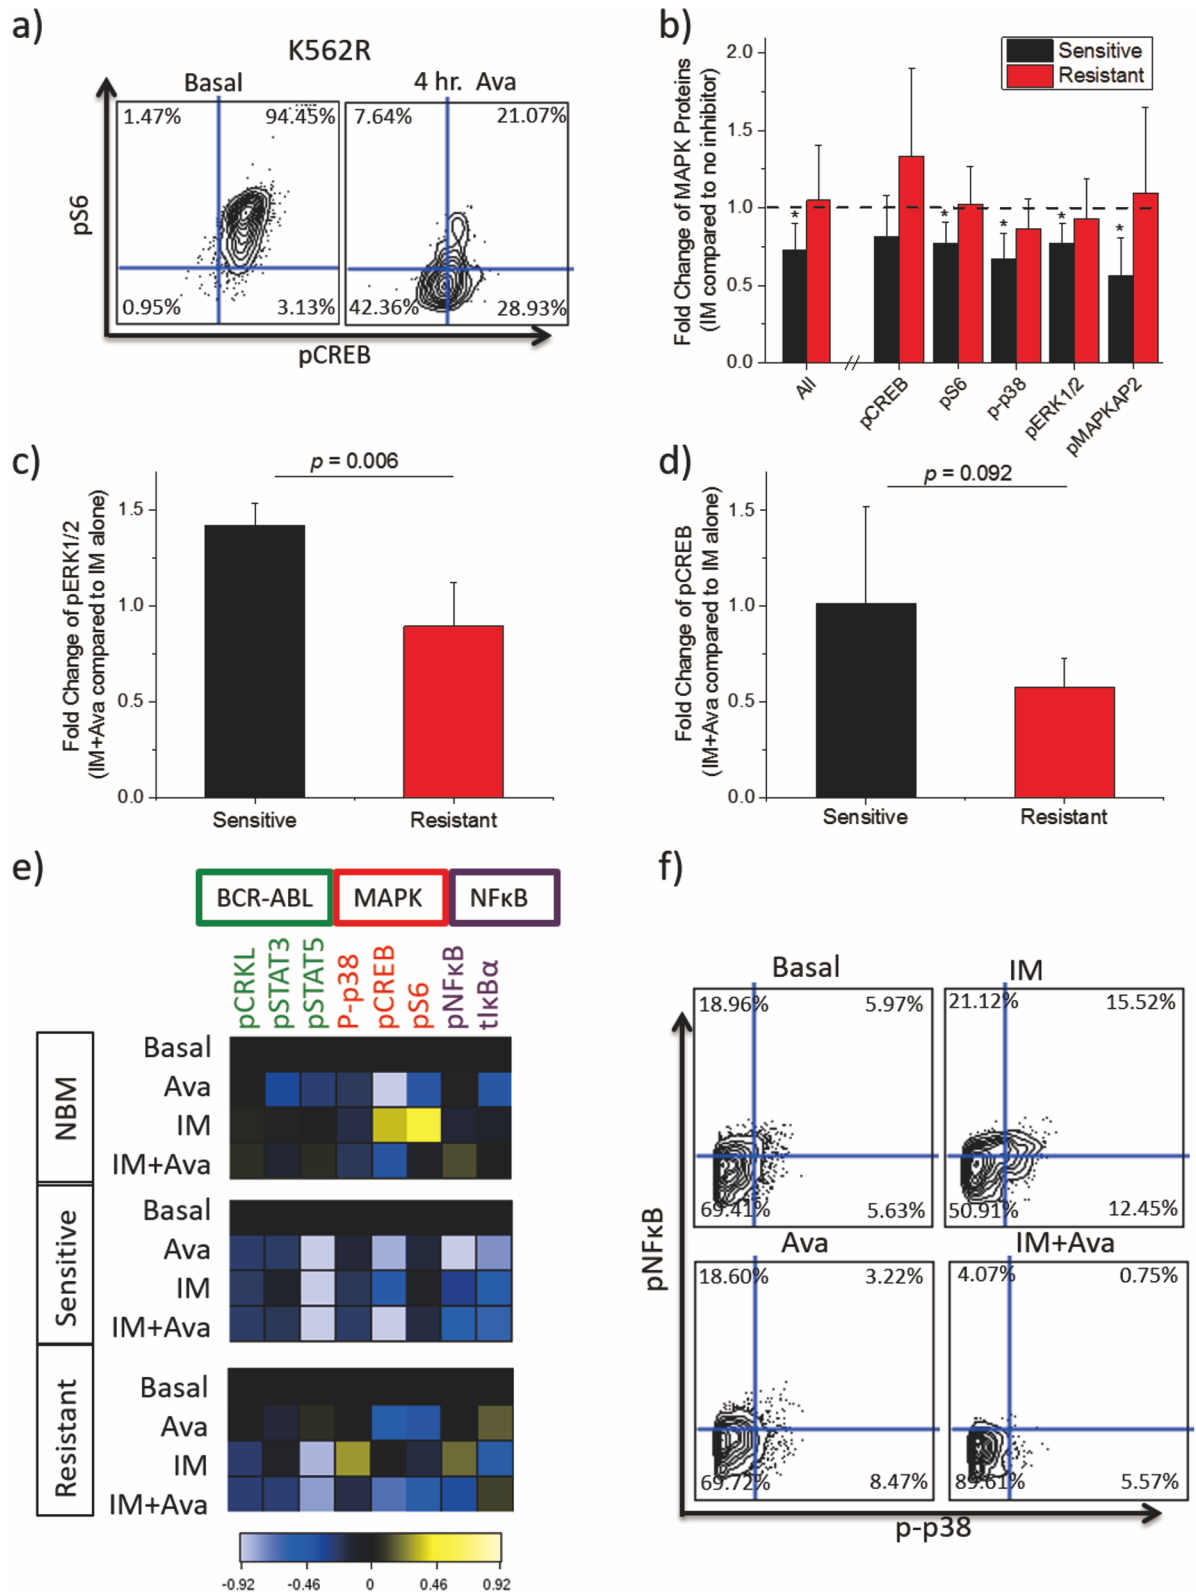 a)
K562R
Basal
4 hr. Ava
1.47%
94.45%
7.64%
21.07%
0.95%
3.13%
42.36%
28.93%
pS6
pCREB
b)
Sensitive
Resistant
Fold Change of MAPK Proteins
(IM compared to no inhibitor)
2.0
1.5
1.0
0.5
0.0
*
*
*
*
*
All
pCREB
pS6
p-p38
pERK1/2
pMAPKAP2
c)
p = 0.006
Fold Change of pERK1/2
(IM+Ava compared to IM alone)
1.5
1.0
0.5
0.0
Sensitive
Resistant
d)
p = 0.092
Fold Change of pCREB
(IM+Ava compared to IM alone)
1.5
1.0
0.5
0.0
Sensitive
Resistant
e)
BCR-ABL
MAPK
NFκB
pCRKL
pSTAT3
pSTAT5
P-p38
pCREB
pS6
pNFκB
tIκBα
NBM
Basal
Ava
IM
IM+Ava
Sensitive
Basal
Ava
IM
IM+Ava
Resistant
Basal
Ava
IM
IM+Ava
-0.92
-0.46
0
0.46
0.92
f)
Basal
IM
18.96%
5.97%
21.12%
15.52%
69.41%
5.63%
50.91%
12.45%
Ava
IM+Ava
18.60%
3.22%
4.07%
0.75%
69.72%
8.47%
89.61%
5.57%
pNFκB
p-p38